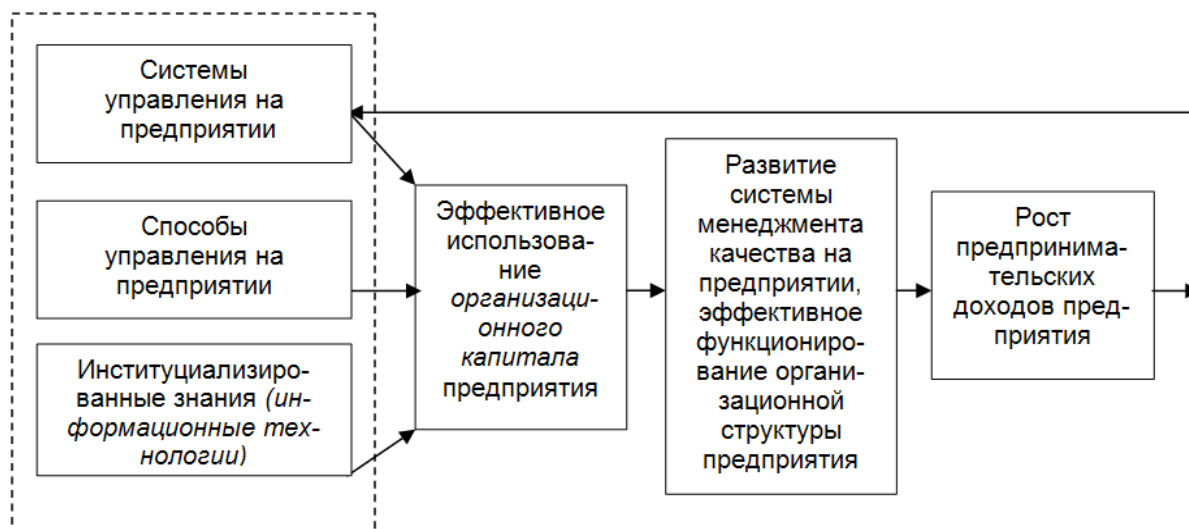 Системы
управления на
предприятии
Способы
управления на
предприятии
Институциализиро-
ванные знания (ин-
формационные тех-
нологии)
Эффективное
использова-
ние
организаци-
онного
капитала
предприятия
Развитие
системы
менеджмента
качества на
предприятии,
эффективное
функциониро-
вание органи-
зационной
структуры
предприятия
Рост
предпринима-
тельских
доходов пред-
приятия